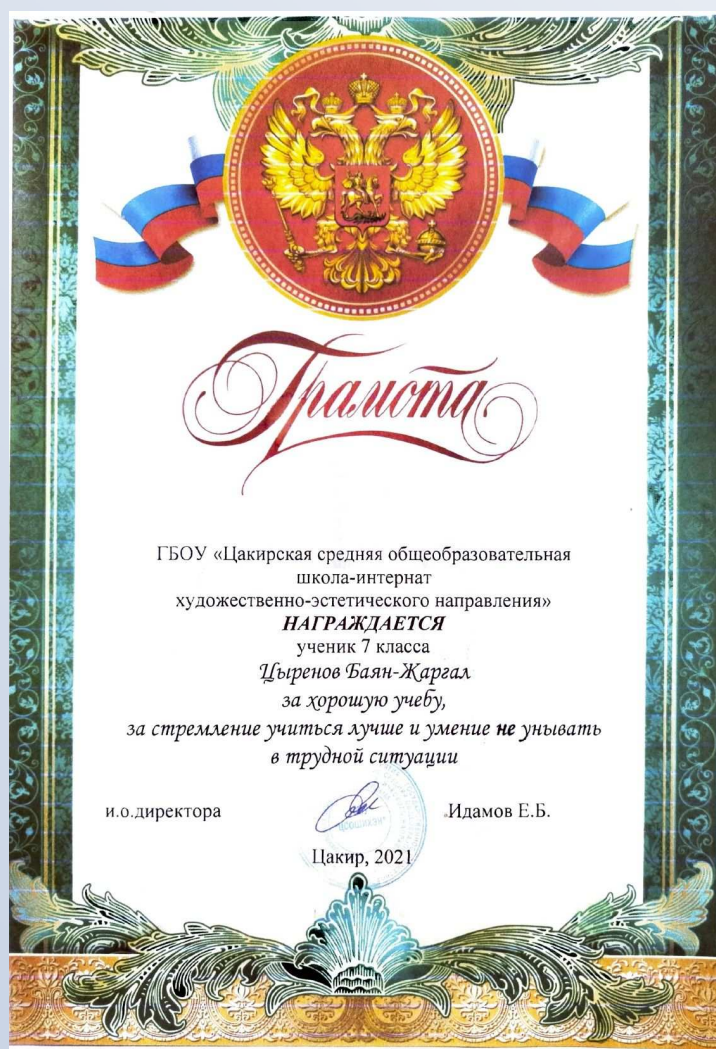 Грамота
ГБОУ «Цакирская средняя общеобразовательная
школа-интернат
художественно-эстетического направления»
НАГРАЖДАЕТСЯ
ученик 7 класса
Цыренов Баян-Жаргал
за хорошую учебу,
за стремление учиться лучше и умение не унывать
в трудной ситуации
и.о.директора Идамов Е.Б.
Цакир, 2021